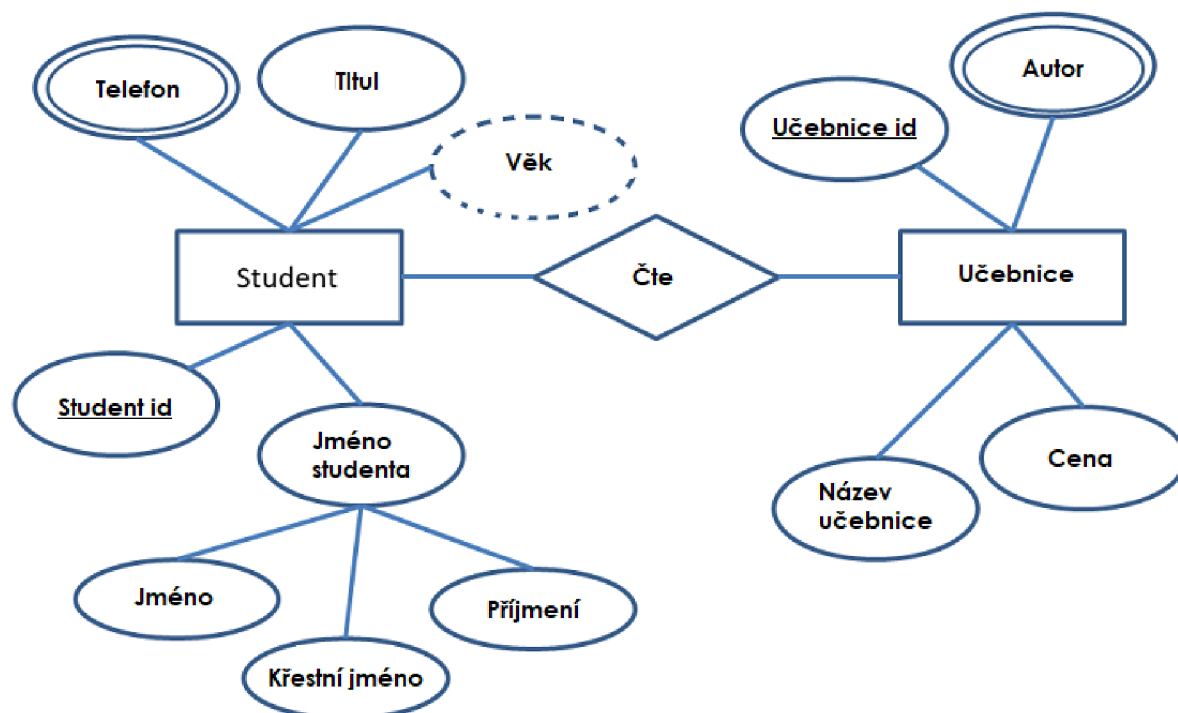 Telefon
Titul
Věk
Student
Student id
Jméno
studenta
Jméno
Křestní jméno
Příjmení
Čte
Učebnice id
Autor
Učebnice
Název
učebnice
Cena